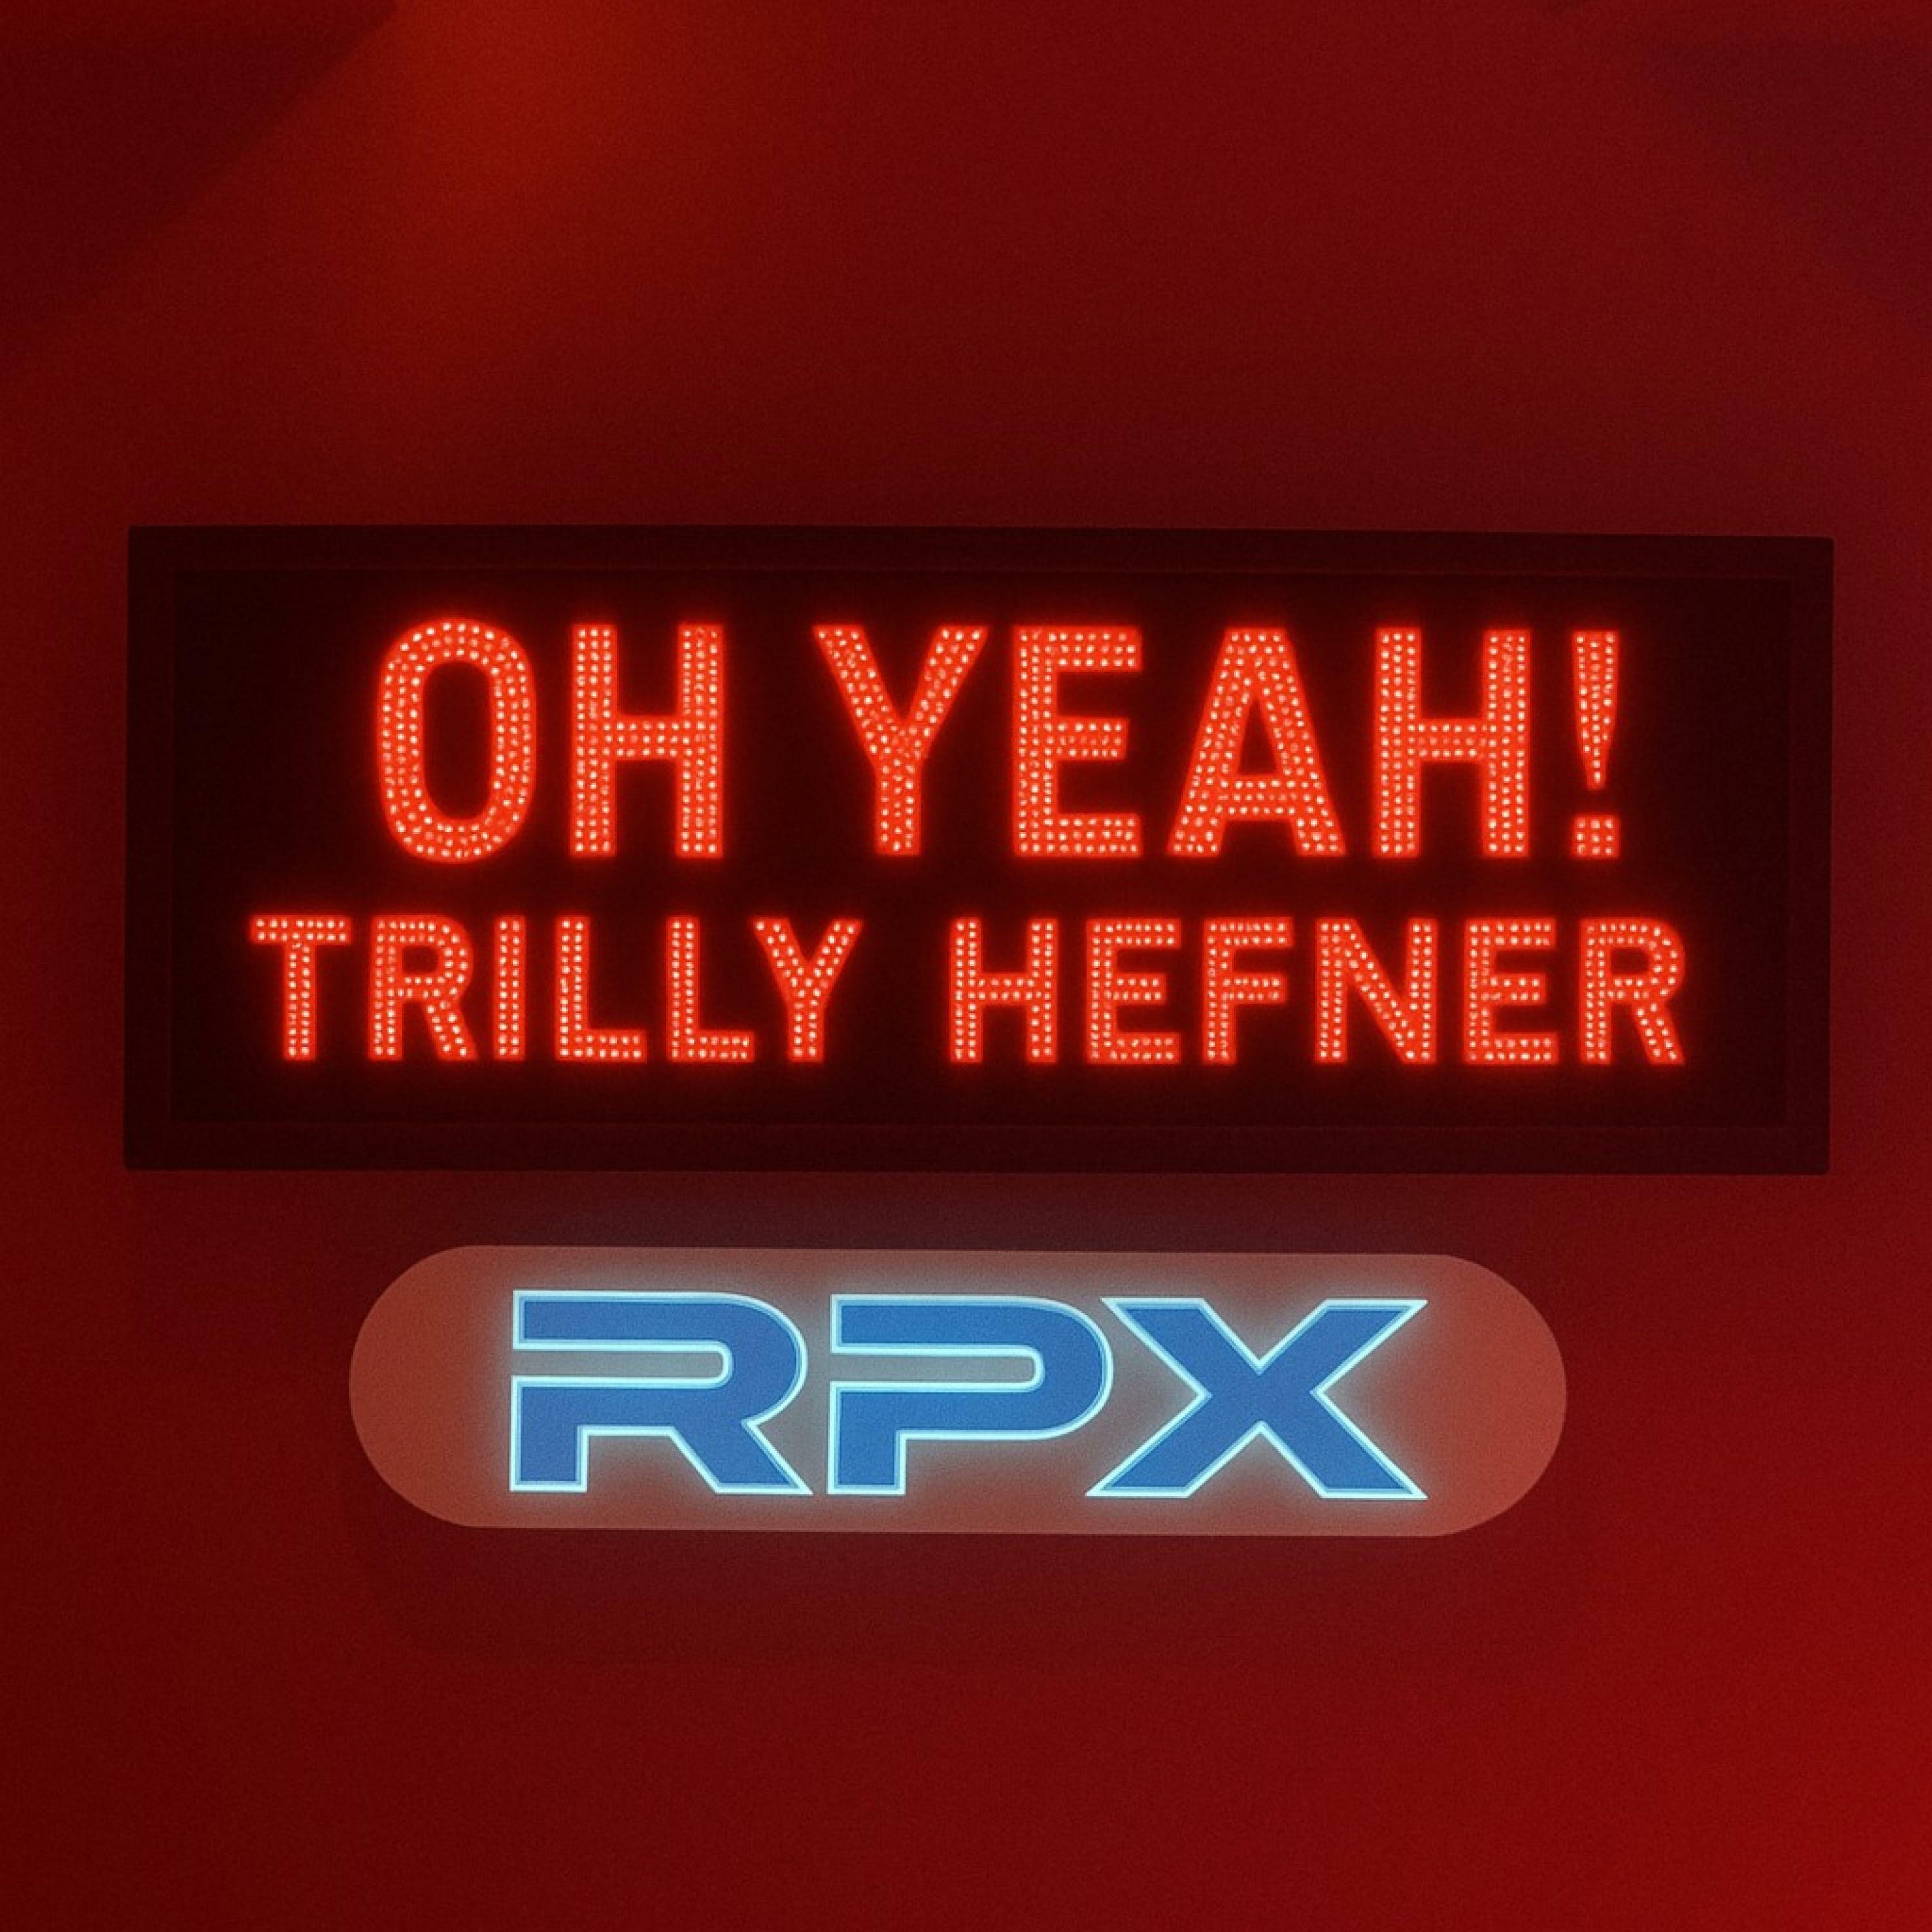 OH YEAH!
TRILLY HEFNER
RPX